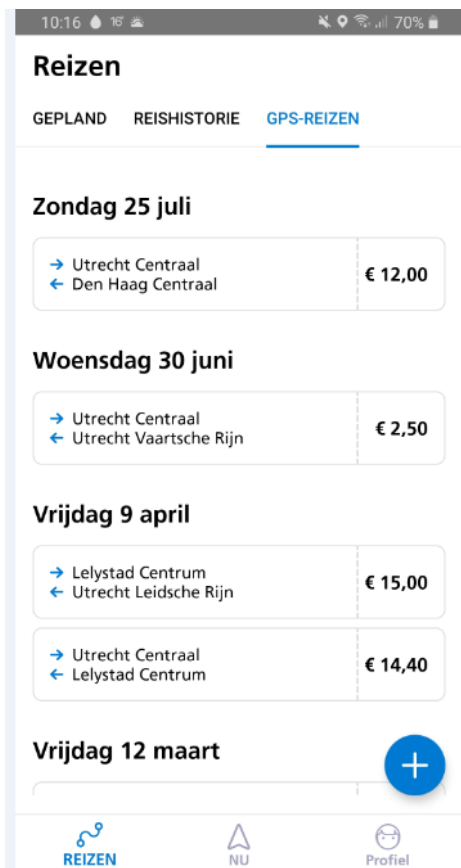 10:16 16° 70%
Reizen
GEPLAND REISHISTORIE GPS-REIZEN
Zondag 25 juli
→ Utrecht Centraal
€ 12,00
← Den Haag Centraal
Woensdag 30 juni
→ Utrecht Centraal
€ 2,50
← Utrecht Vaartsche Rijn
Vrijdag 9 april
→ Lelystad Centrum
€ 15,00
← Utrecht Leidsche Rijn
→ Utrecht Centraal
€ 14,40
← Lelystad Centrum
Vrijdag 12 maart
+
REIZEN NU Profiel